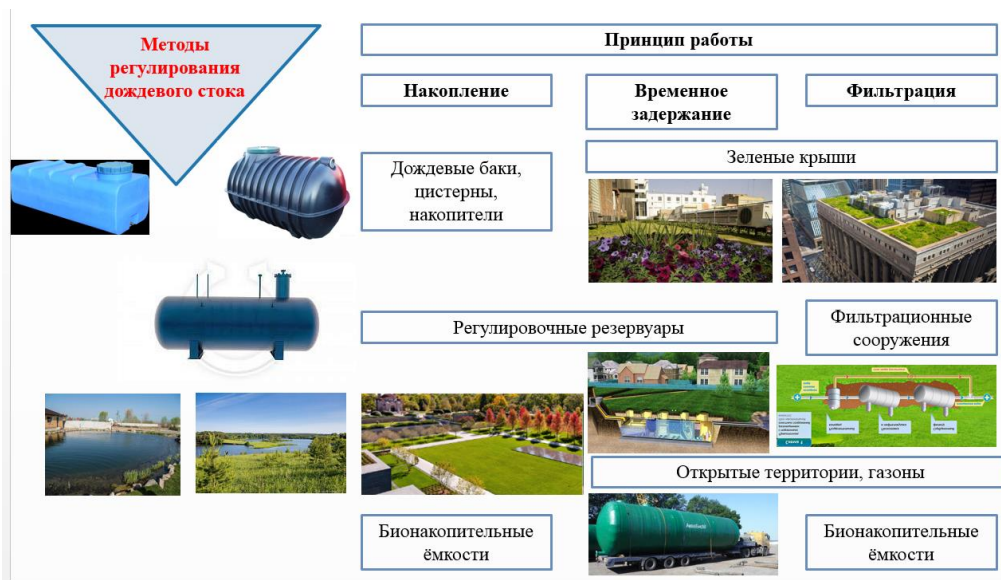 Методы
регулирования
дождевого стока
Принцип работы
Накопление
Временное
задержание
Фильтрация
Дождевые баки,
цистерны,
накопители
Зеленые крыши
Регулировочные резервуары
Фильтрационные
сооружения
Открытые территории, газоны
Бионакопительные
ёмкости
Бионакопительные
ёмкости